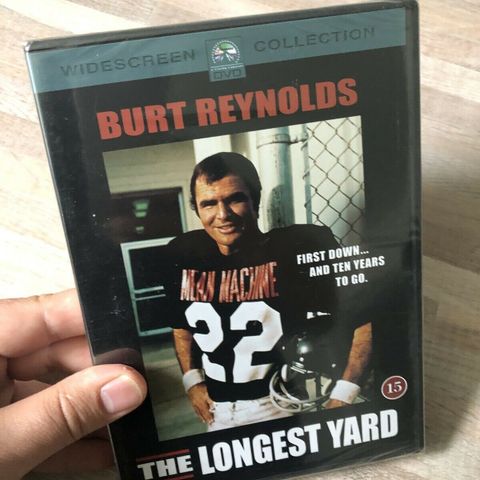 WIDESCREEN COLLECTION
DVD
BURT REYNOLDS
FIRST DOWN...
AND TEN YEARS
TO GO.
MEAN MACHINE
22
15
THE LONGEST YARD